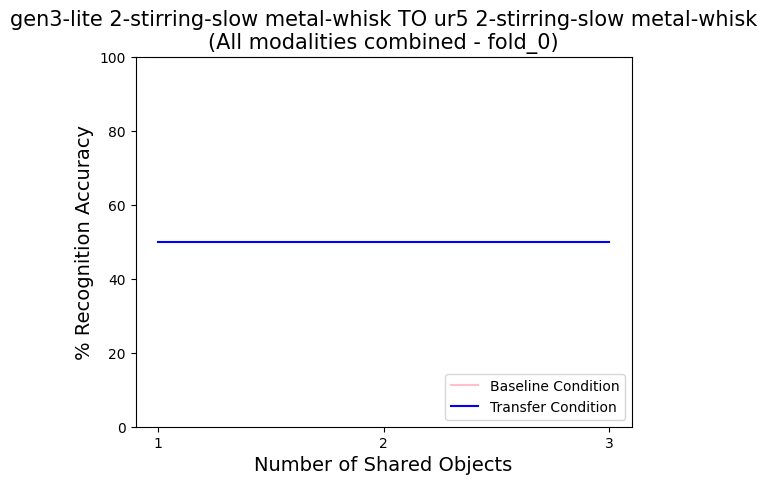 gen3-lite 2-stirring-slow metal-whisk TO ur5 2-stirring-slow metal-whisk
(All modalities combined - fold_0)
100
80
60
40
20
0
% Recognition Accuracy
Baseline Condition
Transfer Condition
1
2
3
Number of Shared Objects